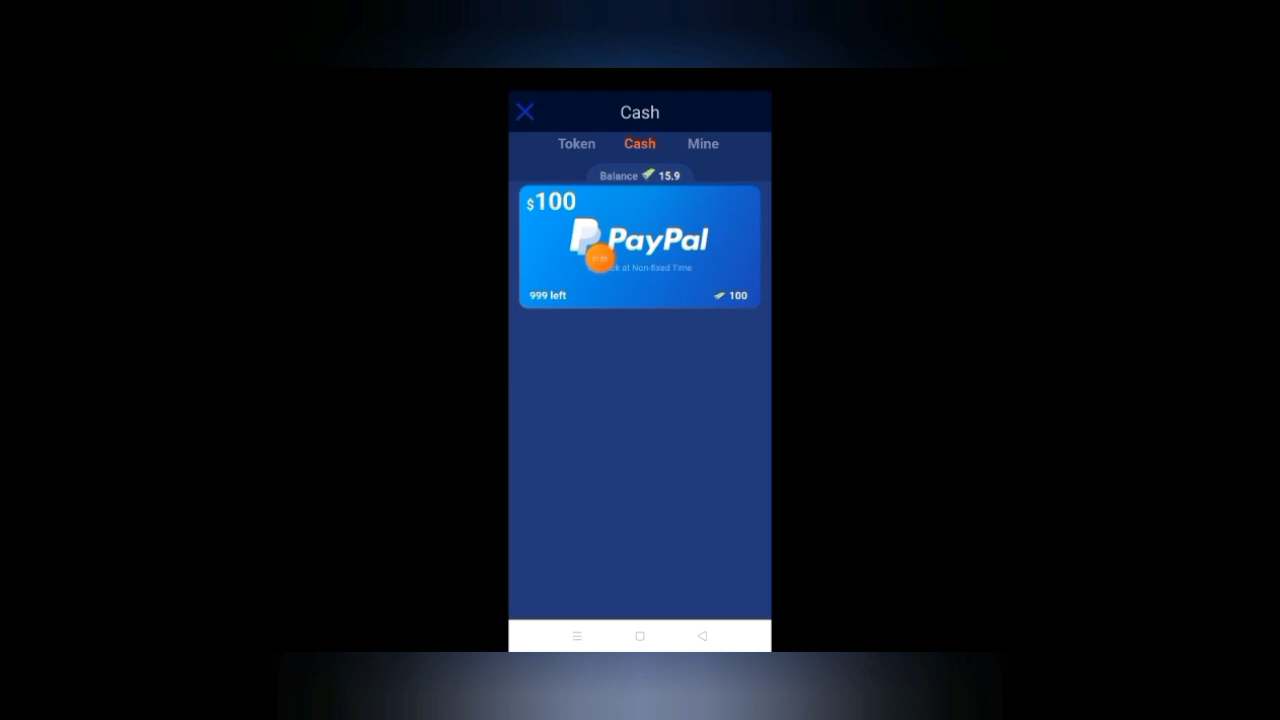 Cash
Token Cash Mine
Balance 15.9
$100
PayPal
at Non-fixed Time
999 left 100